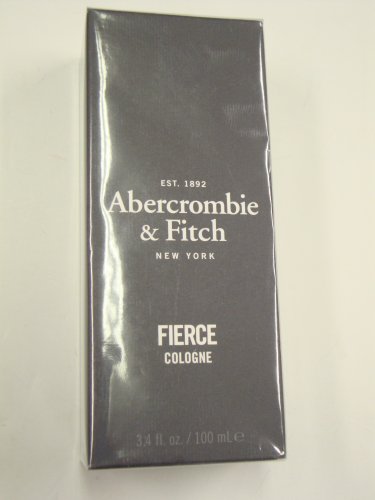 EST. 1892
Abercrombie
& Fitch
NEW YORK
FIERCE
COLOGNE
3.4 fl. oz. / 100 mL ℮